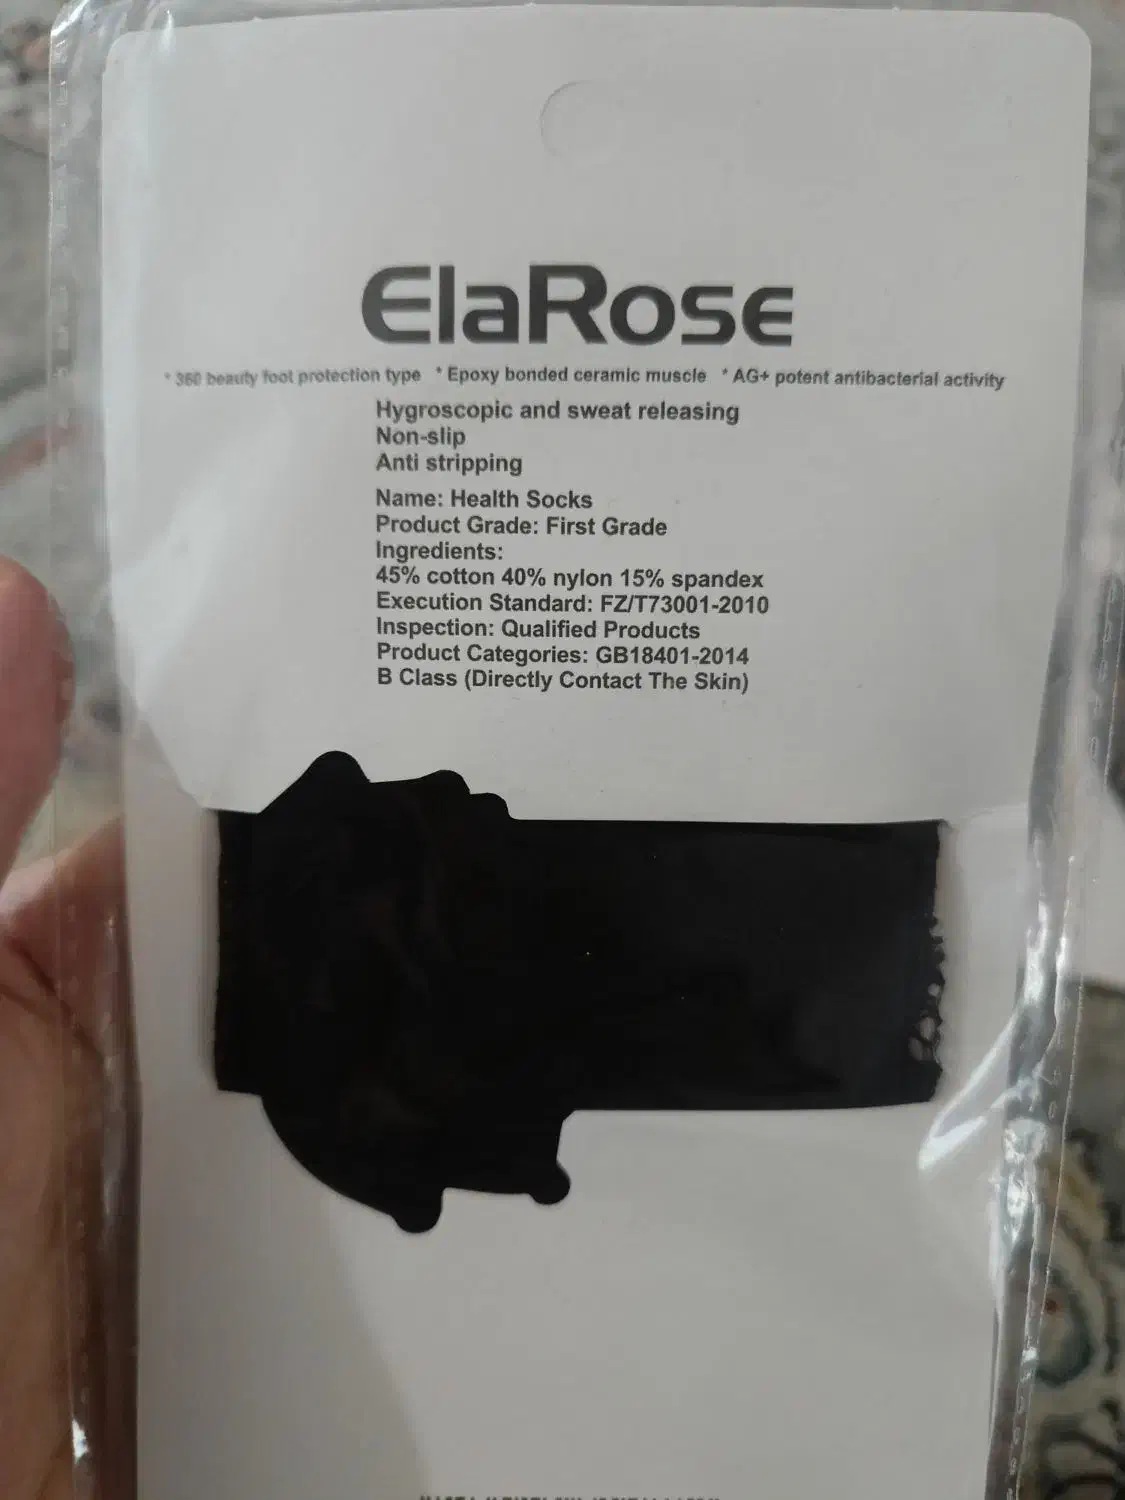 ElaRose
* 360 beauty foot protection type * Epoxy bonded ceramic muscle * AG+ potent antibacterial activity
Hygroscopic and sweat releasing
Non-slip
Anti stripping
Name: Health Socks
Product Grade: First Grade
Ingredients:
45% cotton 40% nylon 15% spandex
Execution Standard: FZ/T73001-2010
Inspection: Qualified Products
Product Categories: GB18401-2014
B Class (Directly Contact The Skin)